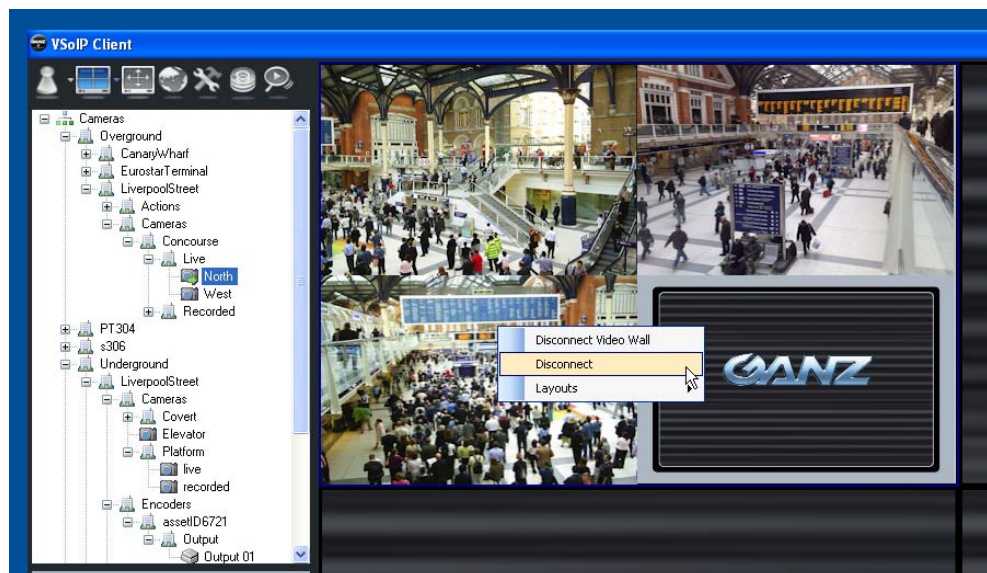 VSoIP Client
Cameras
Overground
CanaryWharf
EurostarTerminal
LiverpoolStreet
Actions
Cameras
Concourse
Live
North
West
Recorded
PT304
s306
Underground
LiverpoolStreet
Cameras
Covert
Elevator
Platform
live
recorded
Encoders
assetID6721
Output
Output 01
Disconnect Video Wall
Disconnect
Layouts
GANZ